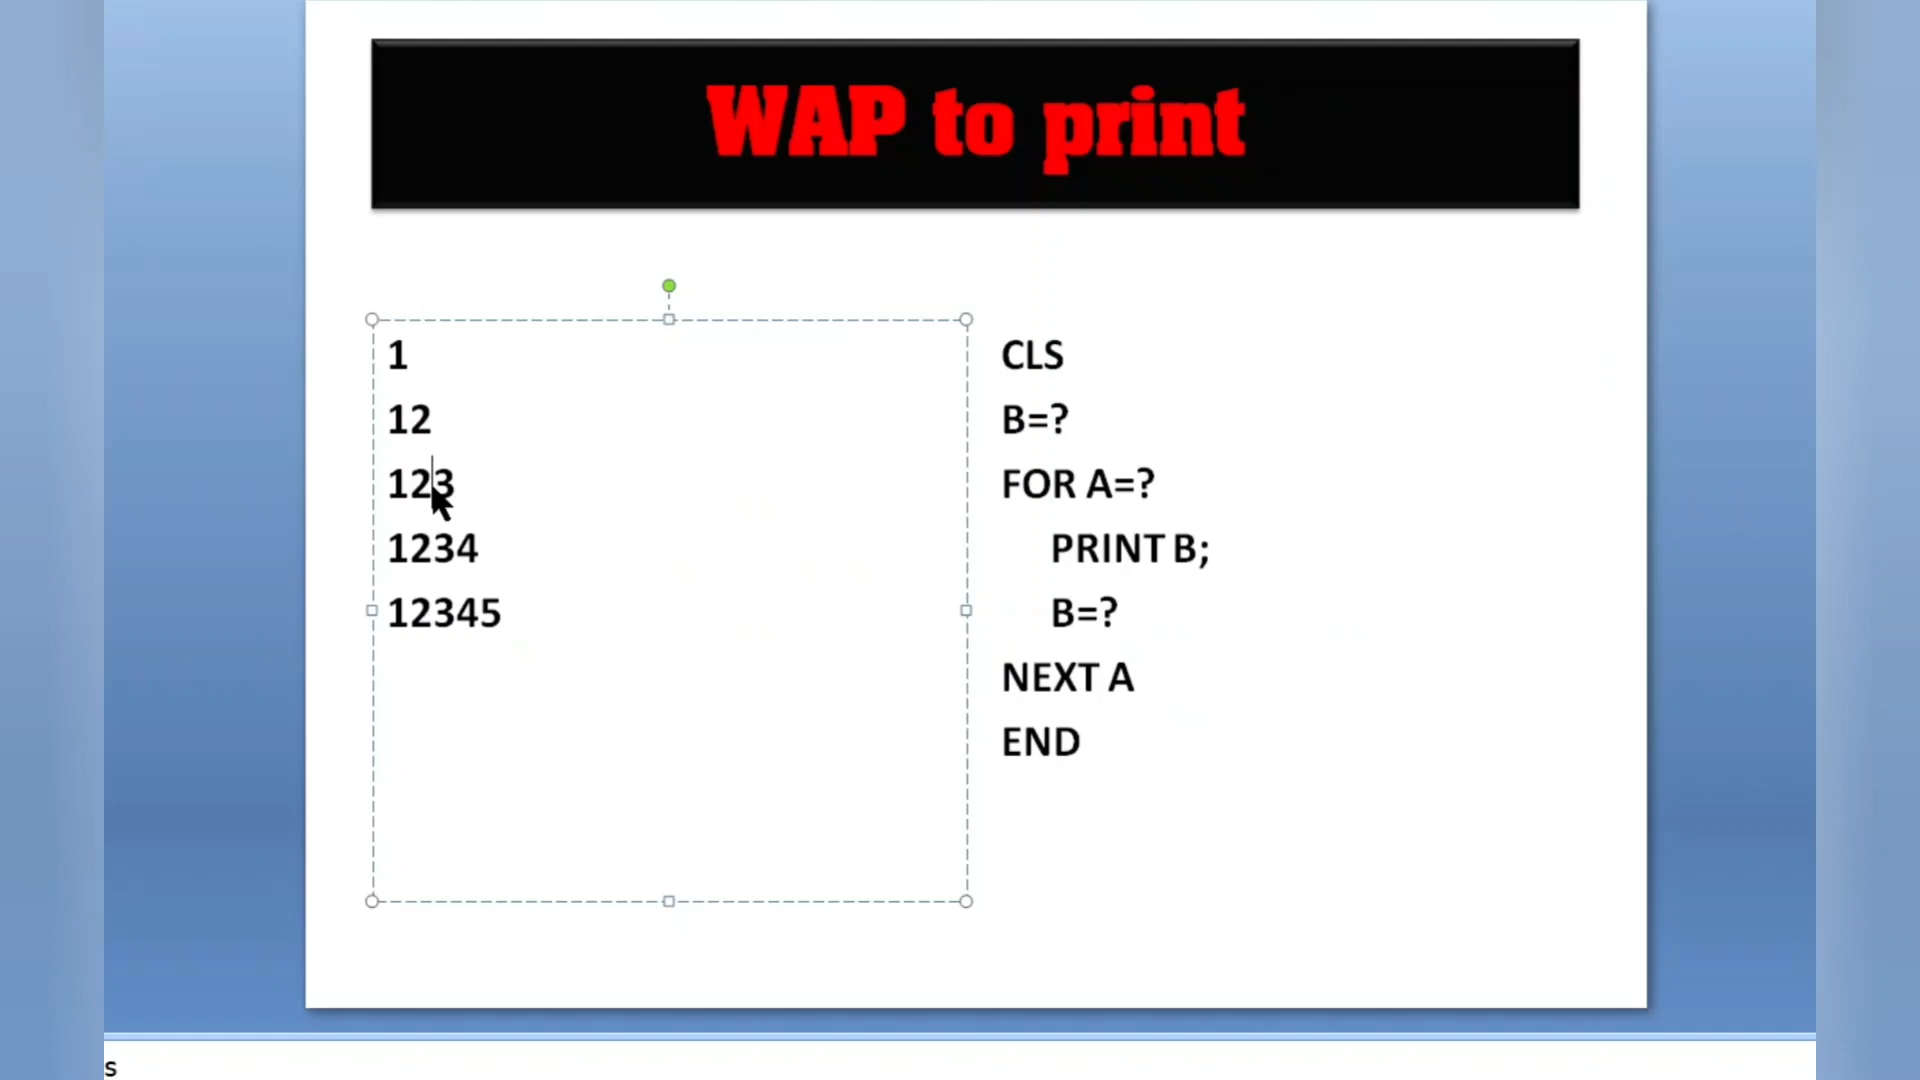 WAP to print
1
12
123
1234
12345
CLS
B=?
FOR A=?
PRINT B;
B=?
NEXT A
END
s